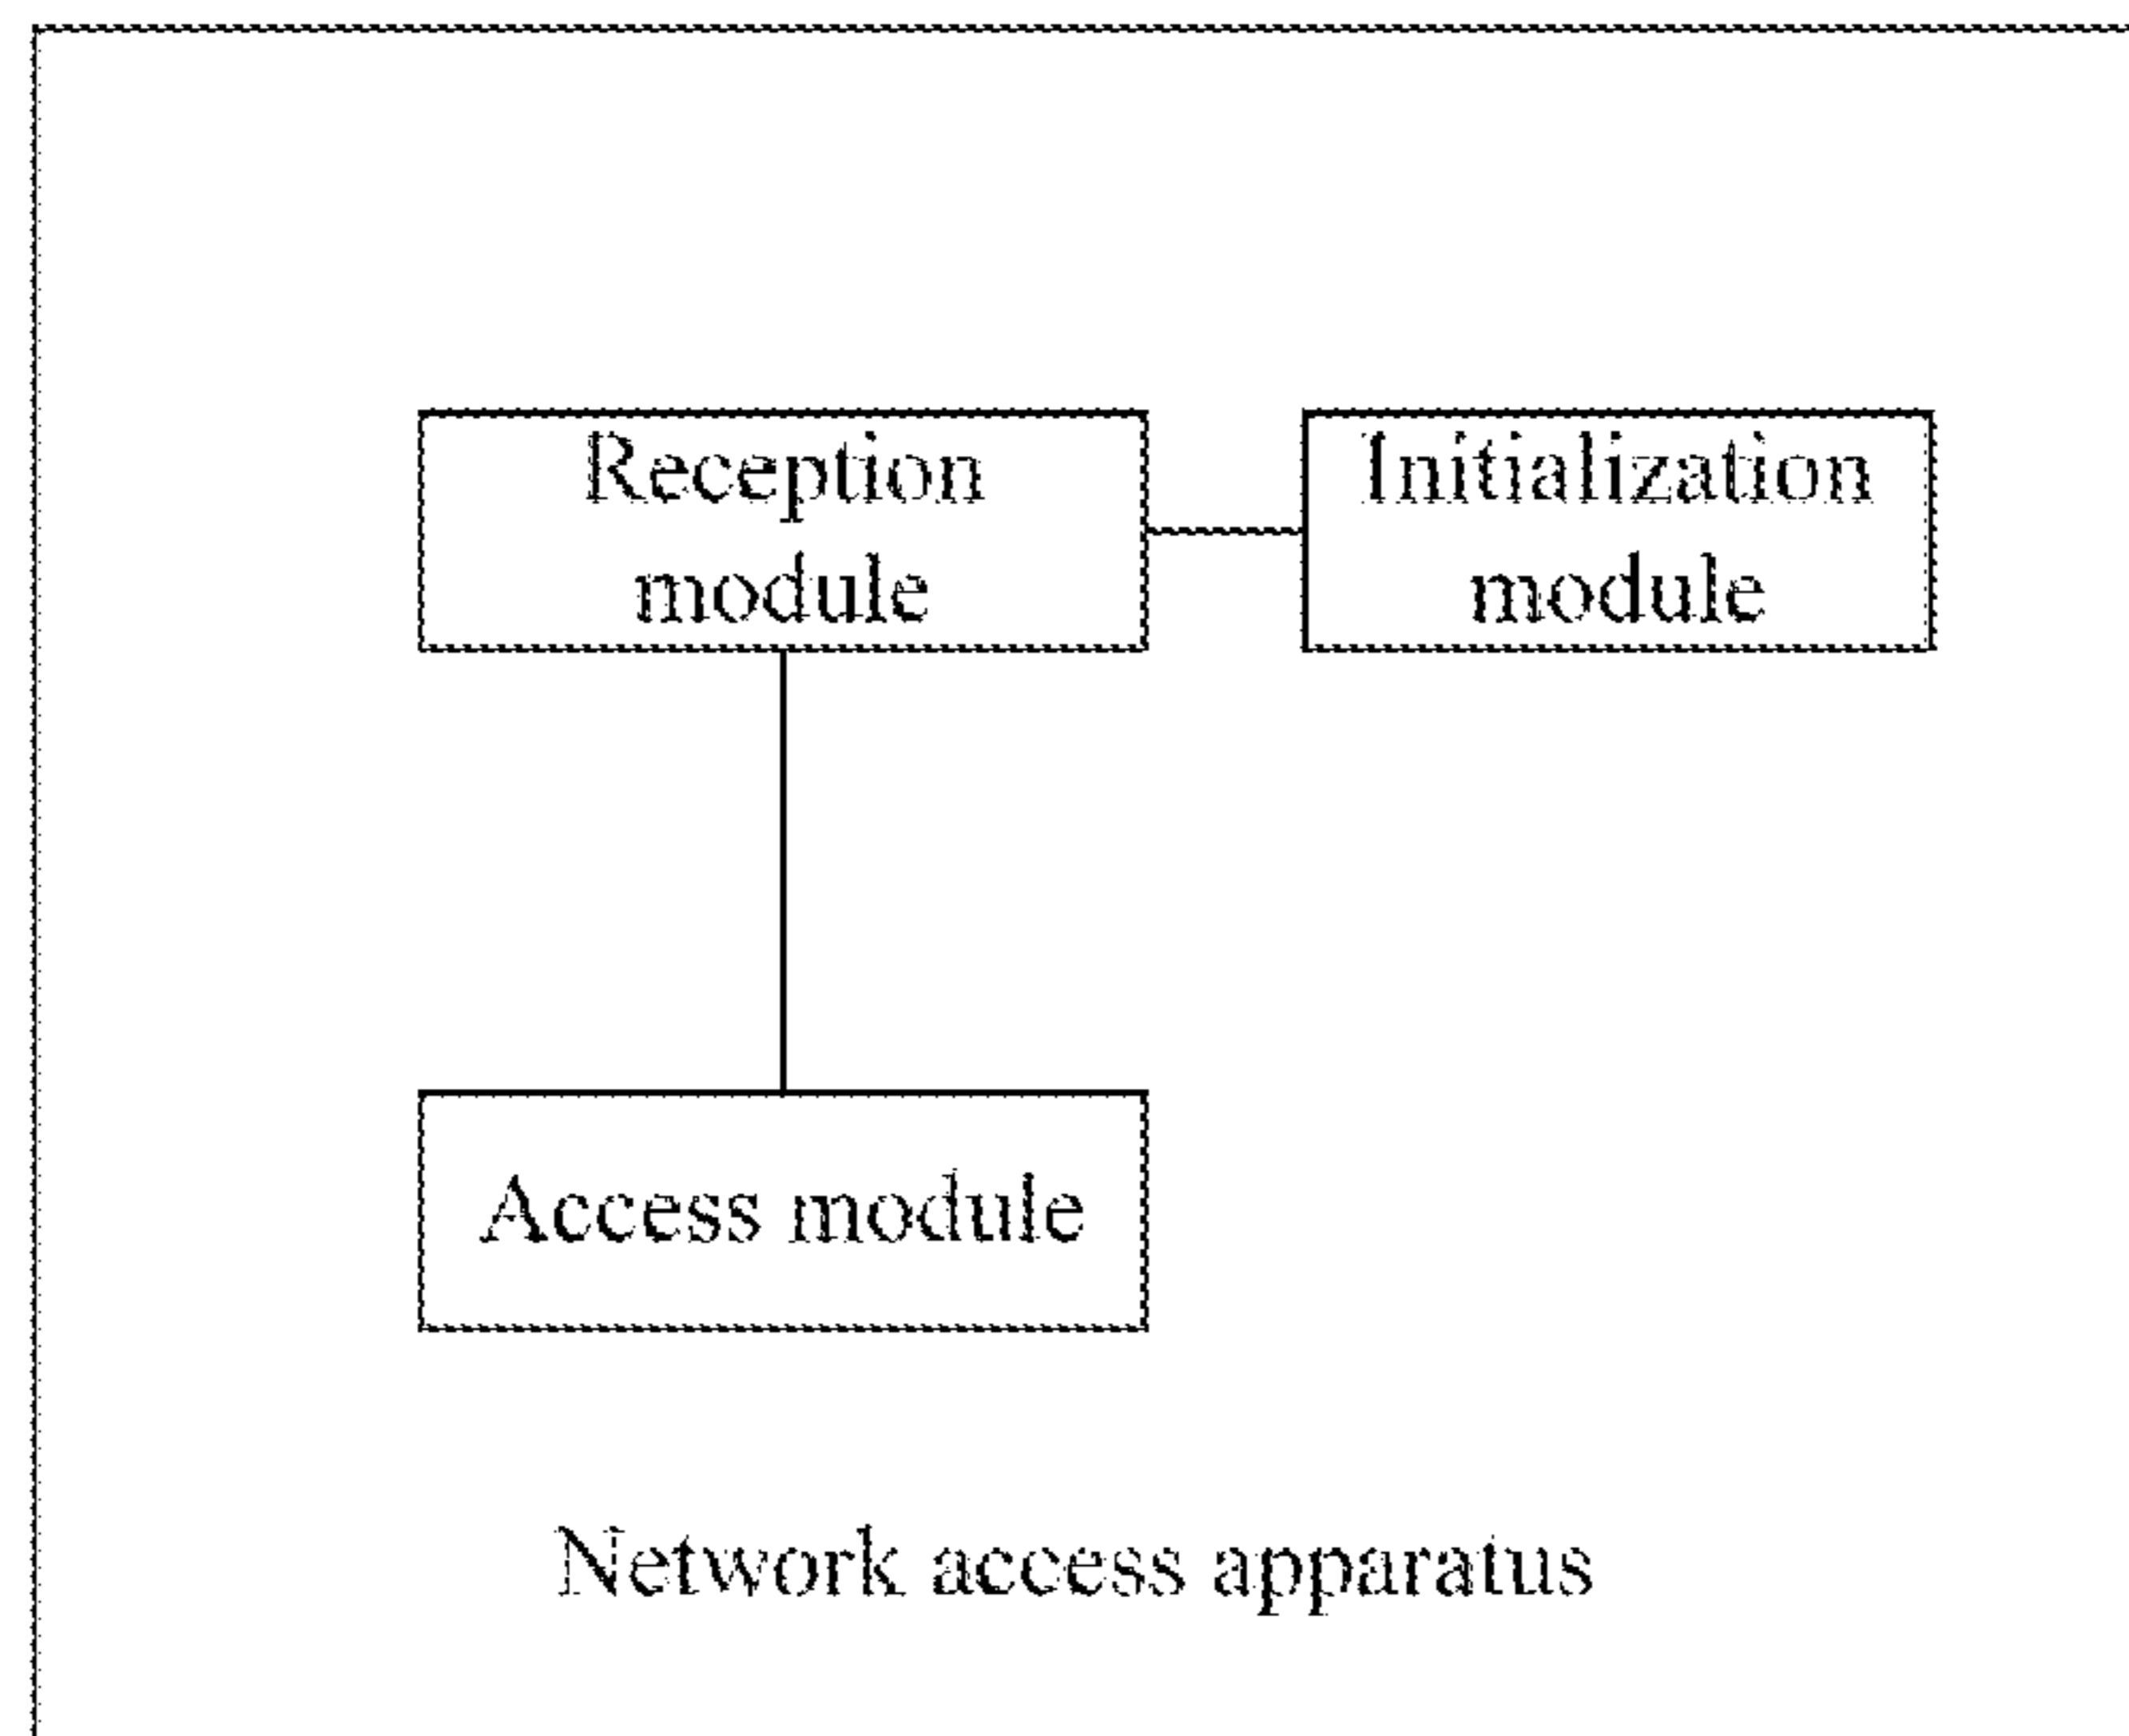 Reception
module
Initialization
module
Access module
Network access apparatus